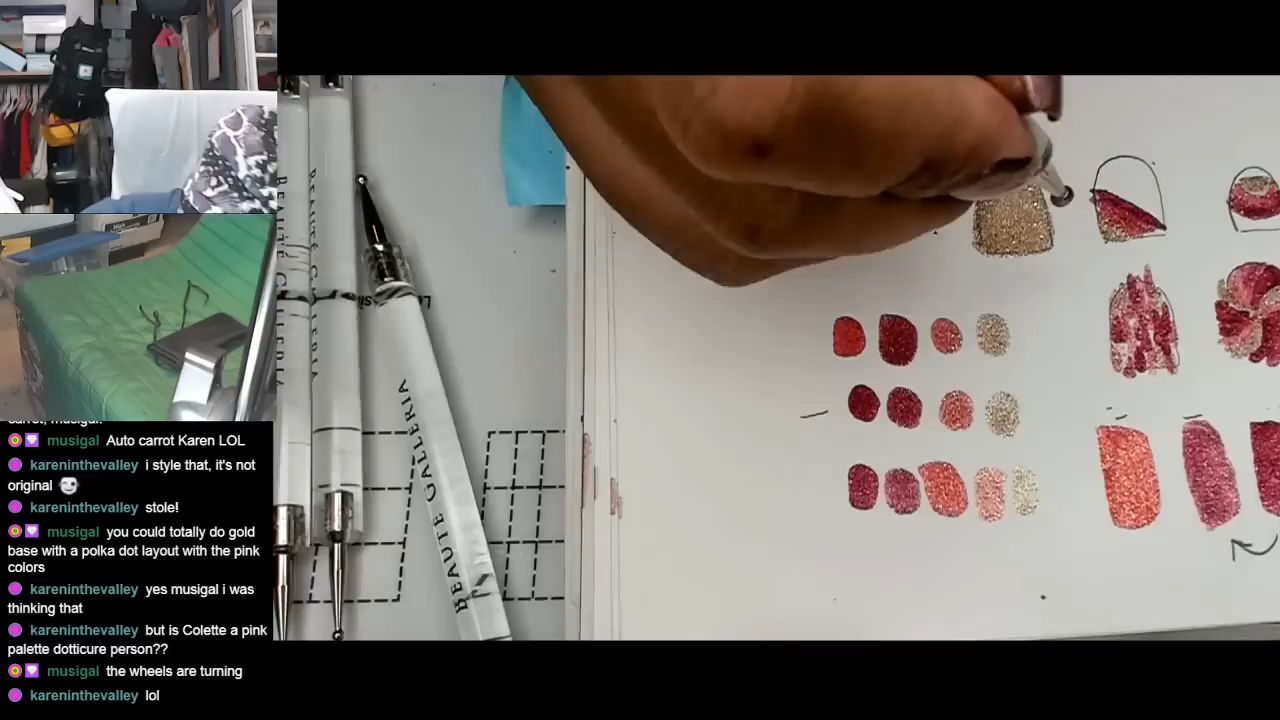 musigal Auto carrot Karen LOL
kareninthevalley i style that, it's not
original
kareninthevalley stole!
musigal you could totally do gold
base with a polka dot layout with the pink
colors
kareninthevalley yes musigal i was
thinking that
kareninthevalley but is Colette a pink
palette dotticure person??
musigal the wheels are turning
kareninthevalley lol
BEAUTE GALLERIA